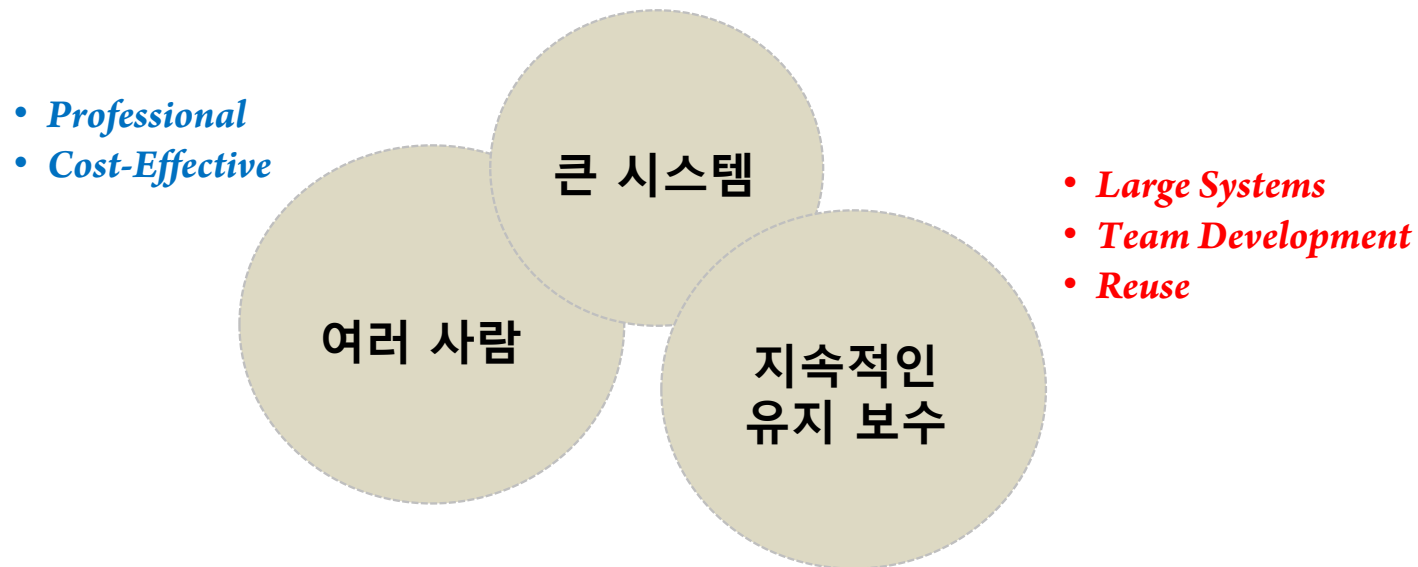 • Professional
• Cost-Effective
큰 시스템
여러 사람
지속적인
유지 보수
• Large Systems
• Team Development
• Reuse